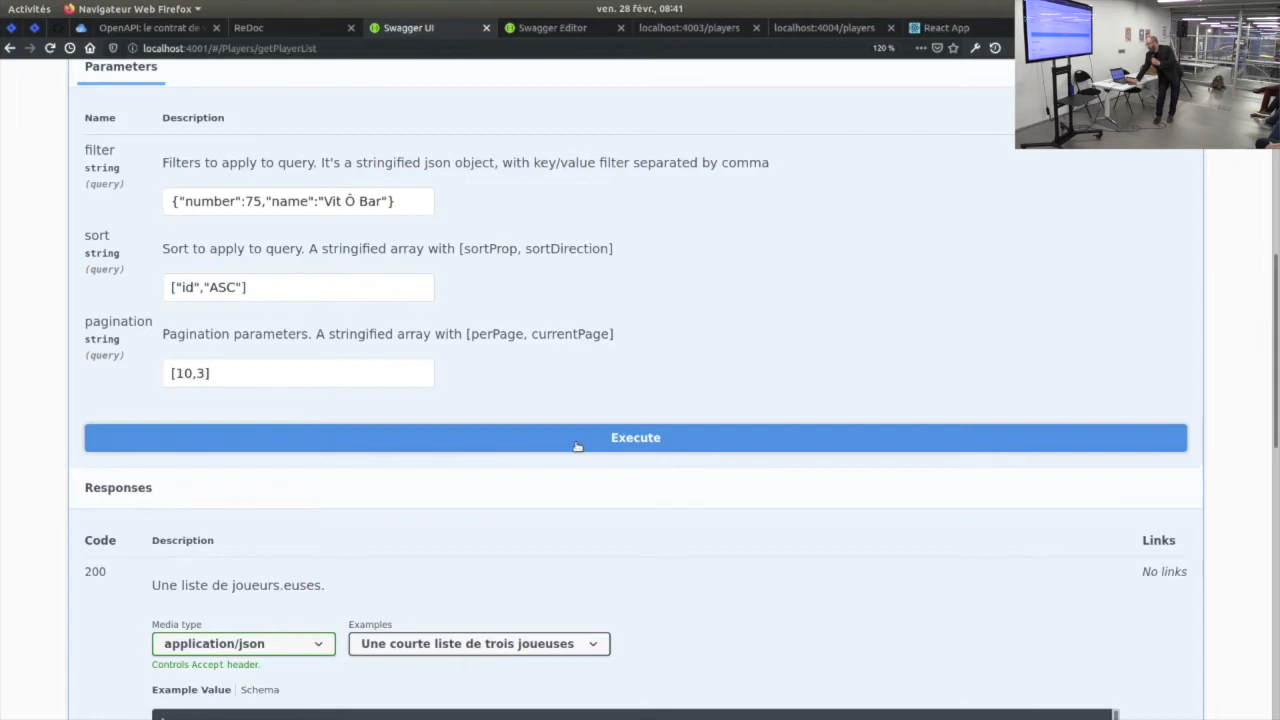 Activités Navigateur Web Firefox ven. 28 févr, 08:41
OpenAPI: le contrat de ReDoc Swagger UI Swagger Editor localhost:4003/players localhost:4004/players React App
localhost:4001/#/Players/getPlayerList 120 %
Parameters
Name Description
filter
string
(query)
Filters to apply to query. It's a stringified json object, with key/value filter separated by comma
{"number":75,"name":"Vit Ô Bar"}
sort
string
(query)
Sort to apply to query. A stringified array with [sortProp, sortDirection]
["id","ASC"]
pagination
string
(query)
Pagination parameters. A stringified array with [perPage, currentPage]
[10,3]
Execute
Responses
Code Description Links
200 No links
Une liste de joueurs.euses.
Media type Examples
application/json Une courte liste de trois joueuses
Controls Accept header.
Example Value Schema